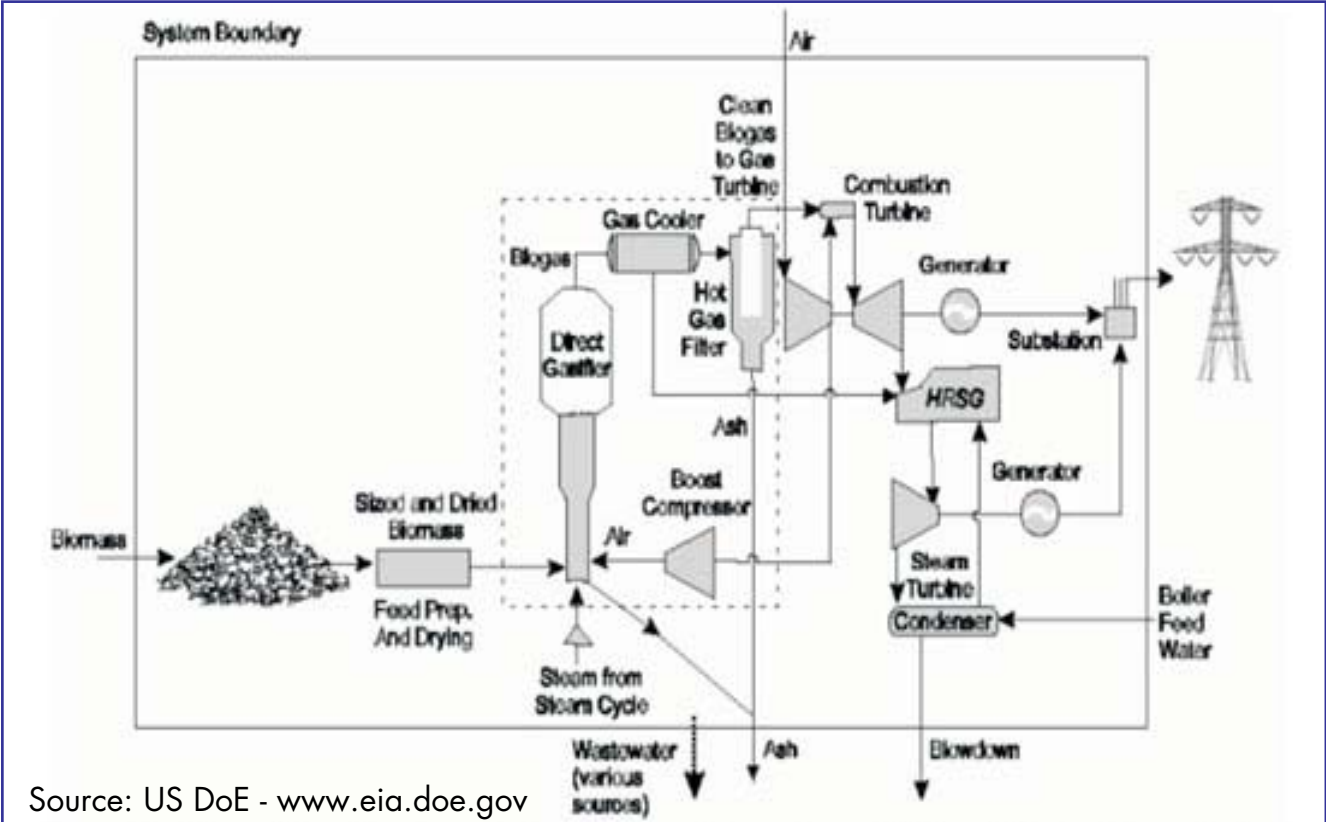 System Boundary
Air
Clean
Biogas
to Gas
Turbine
Combustion
Turbine
Gas Cooler
Biogas
Generator
Hot
Gas
Filter
Direct
Gasifier
Substation
HRSG
Ash
Boost
Compressor
Generator
Sized and Dried
Biomass
Biomass
Air
Steam
Turbine
Feed Prep.
And Drying
Condenser
Boiler
Feed
Water
Steam from
Steam Cycle
Wastewater
(various
sources)
Ash
Blowdown
Source: US DoE - www.eia.doe.gov